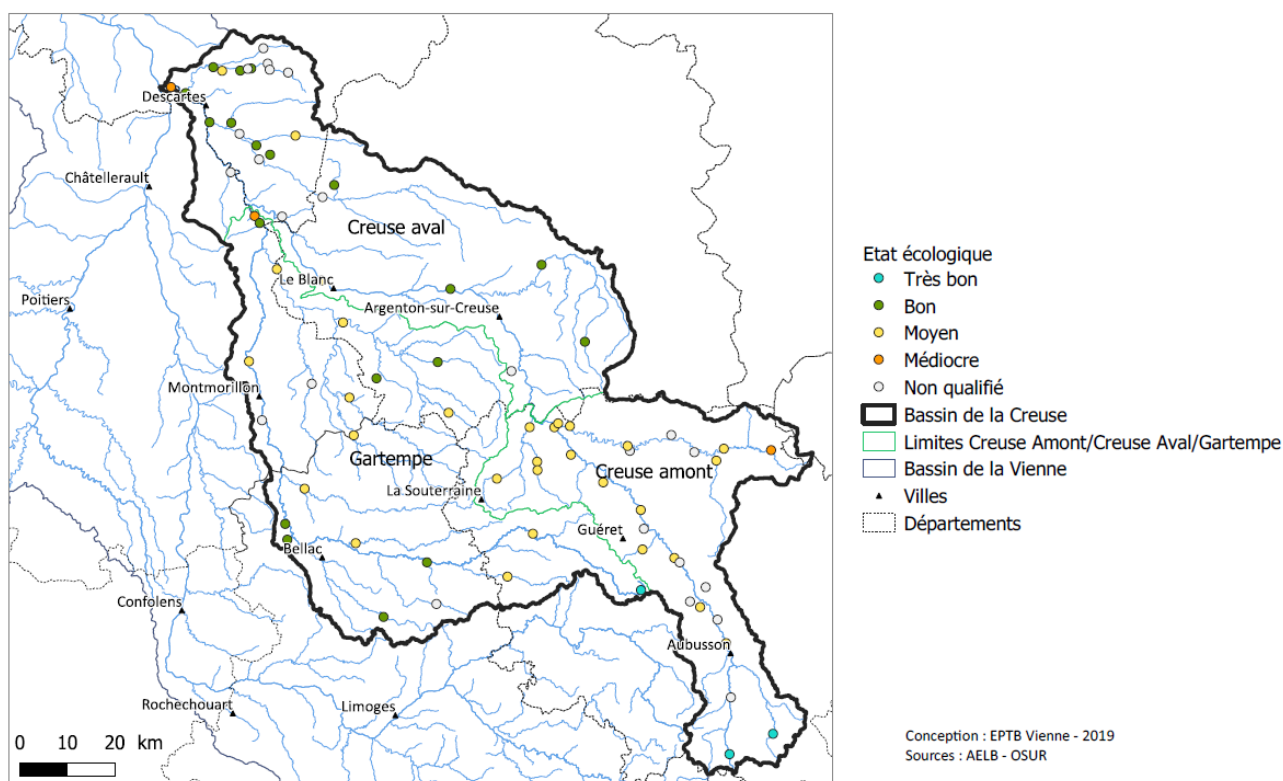 Descartes
Châtellerault
Creuse aval
Le Blanc
Poitiers
Argenton-sur-Creuse
Montmorillon
Gartempe
Creuse amont
La Souterraine
Guéret
Bellac
Confolens
Aubusson
Rochechouart
Limoges
0 10 20 km
Etat écologique
Très bon
Bon
Moyen
Médiocre
Non qualifié
Bassin de la Creuse
Limites Creuse Amont/Creuse Aval/Gartempe
Bassin de la Vienne
Villes
Départements
Conception : EPTB Vienne - 2019
Sources : AELB - OSUR